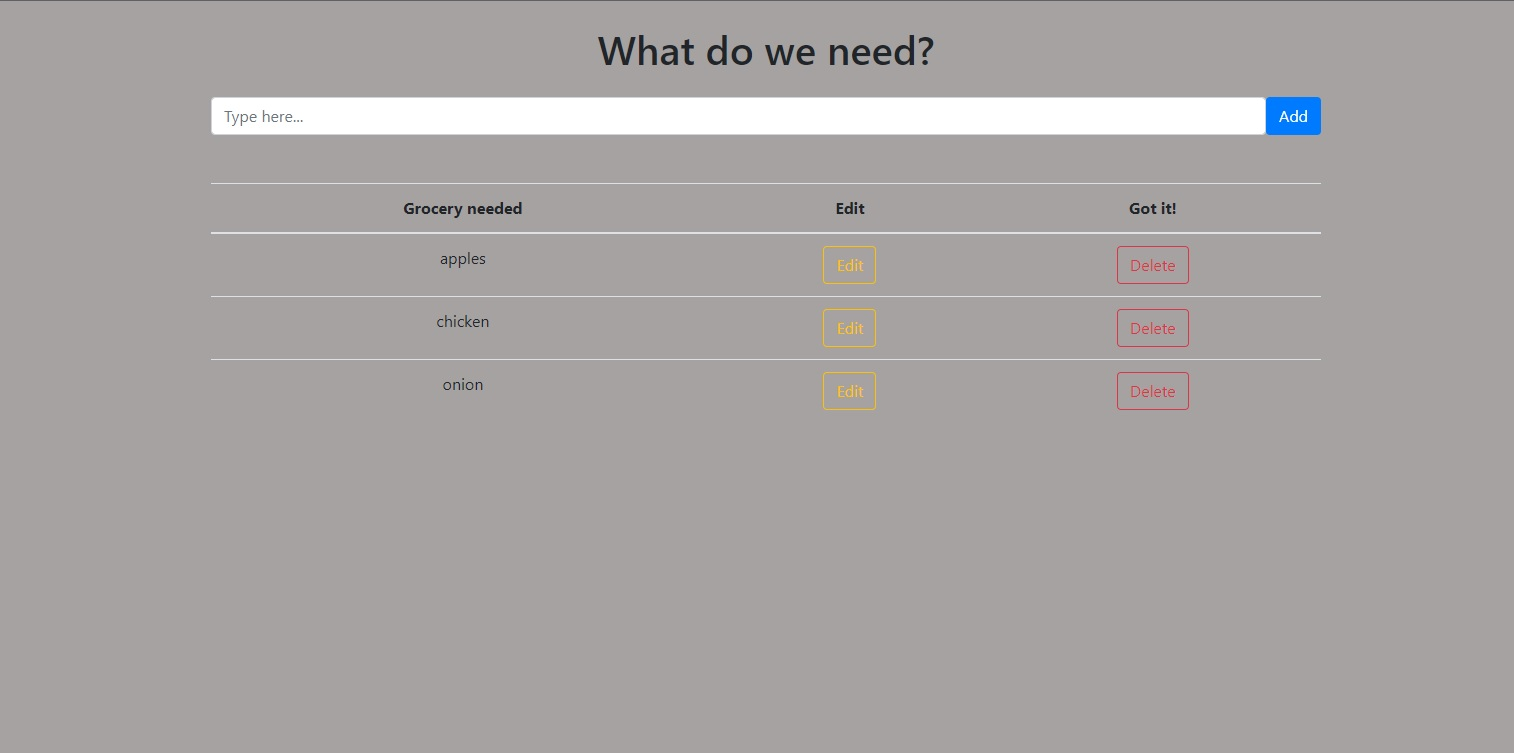 What do we need?
Type here... Add
Grocery needed Edit Got it!
apples Edit Delete
chicken Edit Delete
onion Edit Delete